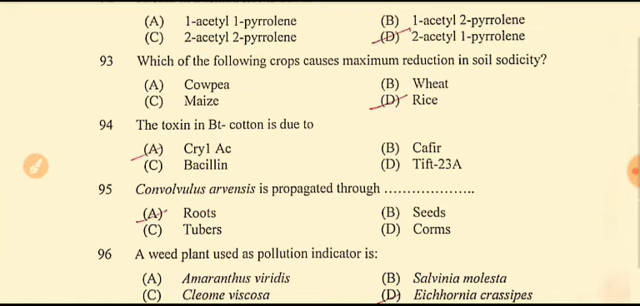 (A) 1-acetyl 1-pyrrolene (B) 1-acetyl 2-pyrrolene
(C) 2-acetyl 2-pyrrolene (D) 2-acetyl 1-pyrrolene
93 Which of the following crops causes maximum reduction in soil sodicity?
(A) Cowpea (B) Wheat
(C) Maize (D) Rice
94 The toxin in Bt- cotton is due to
(A) Cry1 Ac (B) Cafir
(C) Bacillin (D) Tift-23A
95 Convolvulus arvensis is propagated through ....................
(A) Roots (B) Seeds
(C) Tubers (D) Corms
96 A weed plant used as pollution indicator is:
(A) Amaranthus viridis (B) Salvinia molesta
(C) Cleome viscosa (D) Eichhornia crassipes